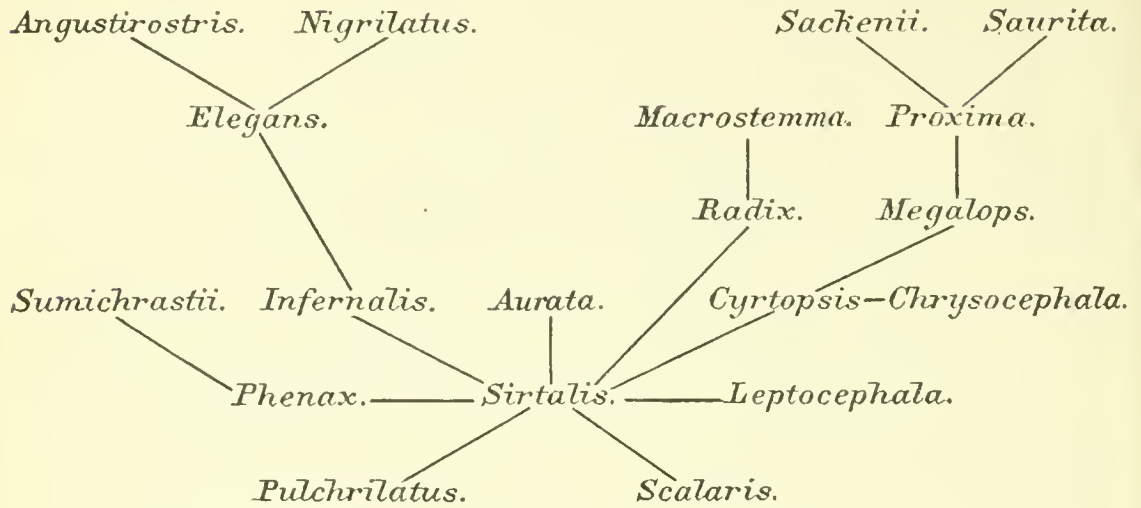 Angustirostris. Nigrilatus. Sackenii. Saurita.
Elegans. Macrostemma. Proxima.
Radix. Megalops.
Sumichrastii. Infernalis. Aurata. Cyrtopsis–Chrysocephala.
Phenax. Sirtalis. Leptocephala.
Pulchrilatus. Scalaris.